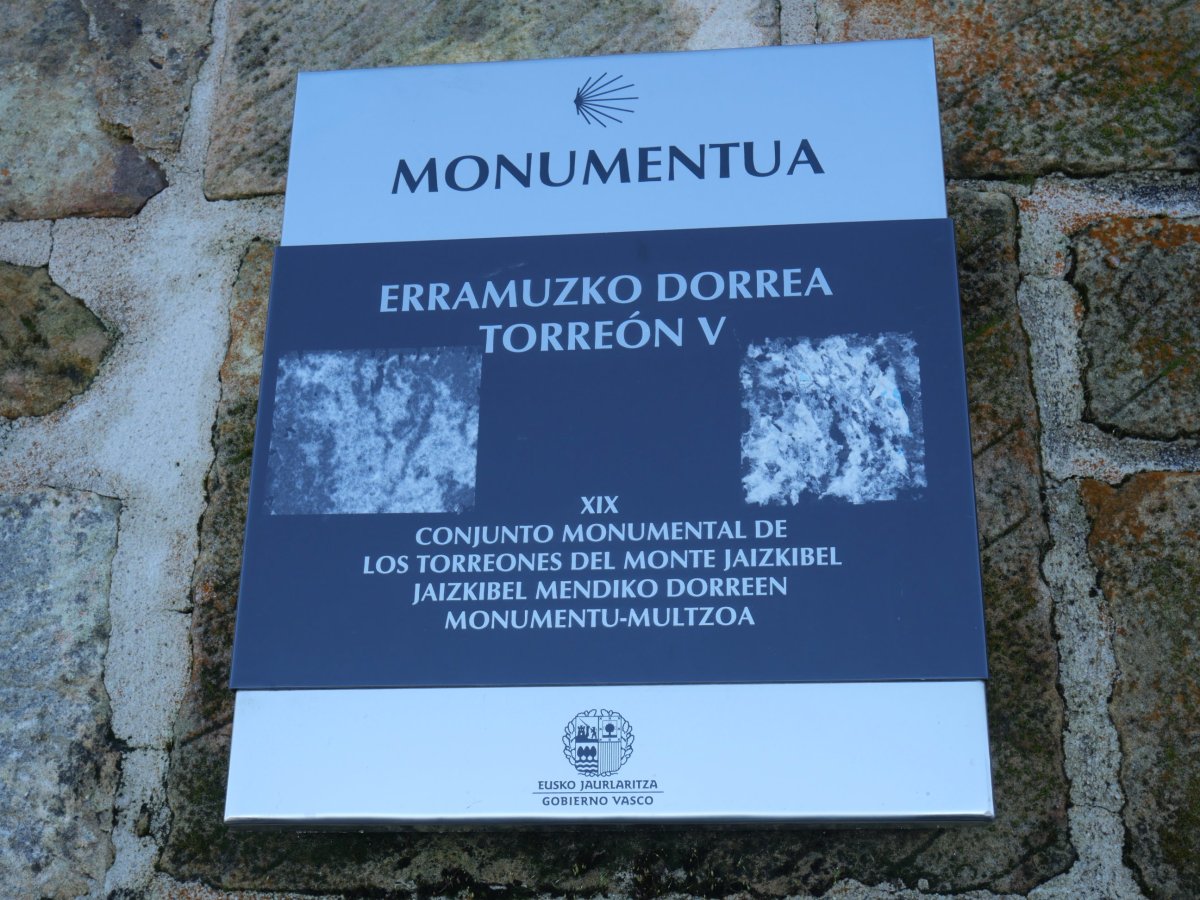 MONUMENTUA
ERRAMUZKO DORREA
TORREÓN V
XIX
CONJUNTO MONUMENTAL DE
LOS TORREONES DEL MONTE JAIZKIBEL
JAIZKIBEL MENDIKO DORREEN
MONUMENTU-MULTZOA
EUSKO JAURLARITZA
GOBIERNO VASCO